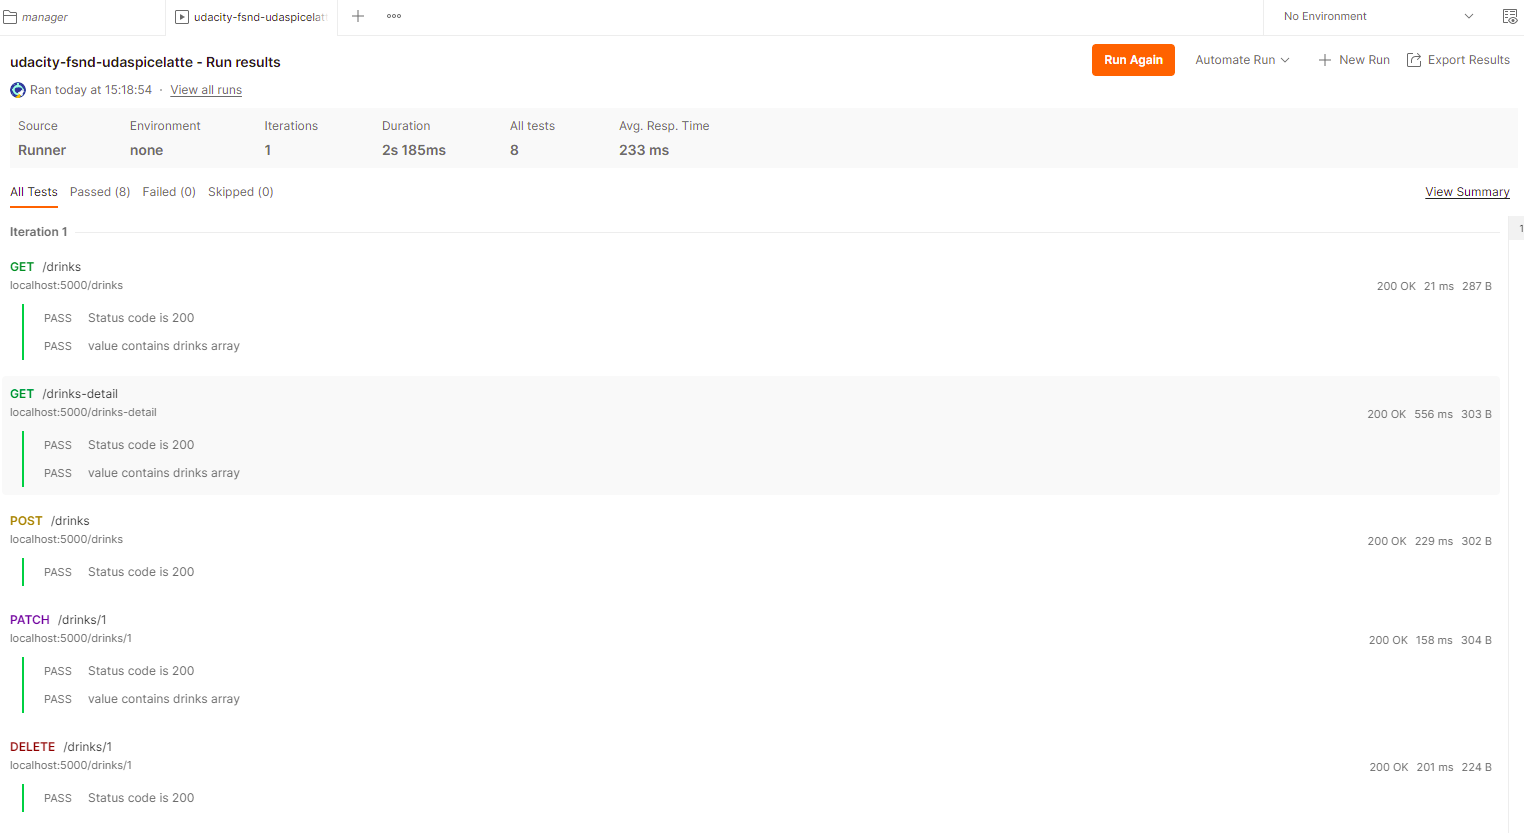 manager
udacity-fsnd-udaspicelatt
No Environment
udacity-fsnd-udaspicelatte - Run results
Run Again
Automate Run
New Run
Export Results
Ran today at 15:18:54 · View all runs
Source Environment Iterations Duration All tests Avg. Resp. Time
Runner none 1 2s 185ms 8 233 ms
All Tests Passed (8) Failed (0) Skipped (0) View Summary
Iteration 1
1
GET /drinks
localhost:5000/drinks
200 OK 21 ms 287 B
PASS Status code is 200
PASS value contains drinks array
GET /drinks-detail
localhost:5000/drinks-detail
200 OK 556 ms 303 B
PASS Status code is 200
PASS value contains drinks array
POST /drinks
localhost:5000/drinks
200 OK 229 ms 302 B
PASS Status code is 200
PATCH /drinks/1
localhost:5000/drinks/1
200 OK 158 ms 304 B
PASS Status code is 200
PASS value contains drinks array
DELETE /drinks/1
localhost:5000/drinks/1
200 OK 201 ms 224 B
PASS Status code is 200